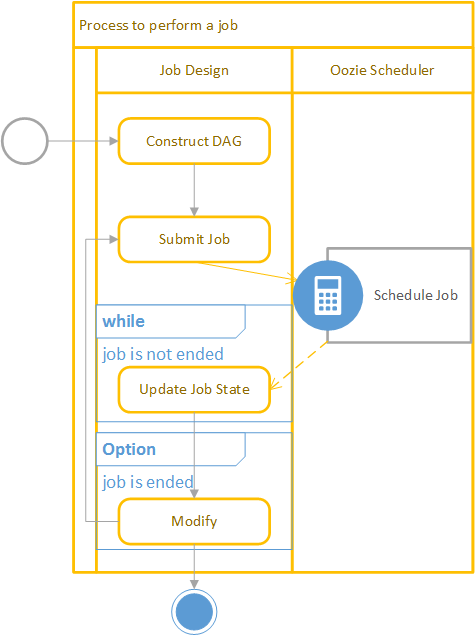 Process to perform a job
Job Design
Oozie Scheduler
Construct DAG
Submit Job
Schedule Job
while
job is not ended
Update Job State
Option
job is ended
Modify